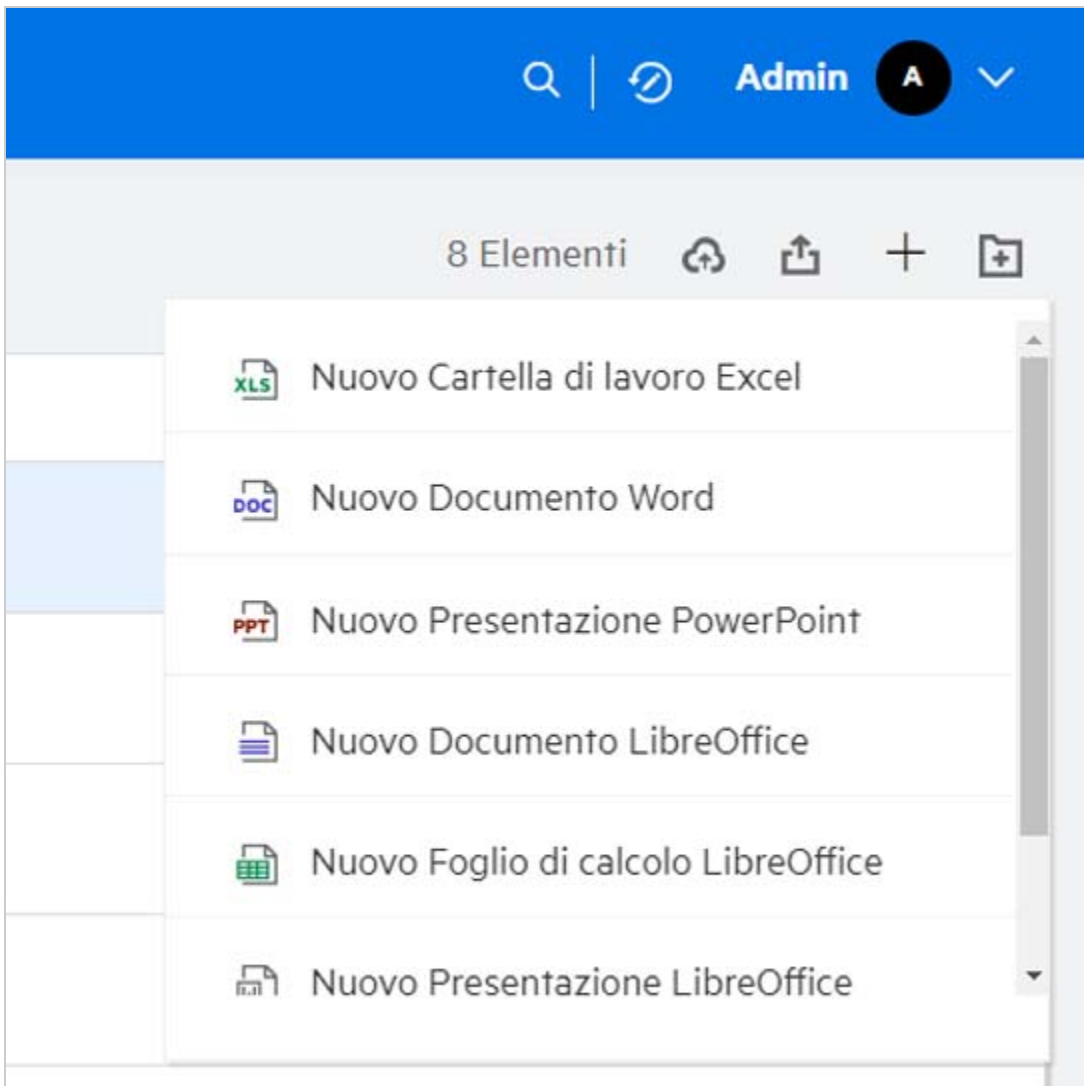 Admin A
8 Elementi
XLS Nuovo Cartella di lavoro Excel
DOC Nuovo Documento Word
PPT Nuovo Presentazione PowerPoint
Nuovo Documento LibreOffice
Nuovo Foglio di calcolo LibreOffice
Nuovo Presentazione LibreOffice